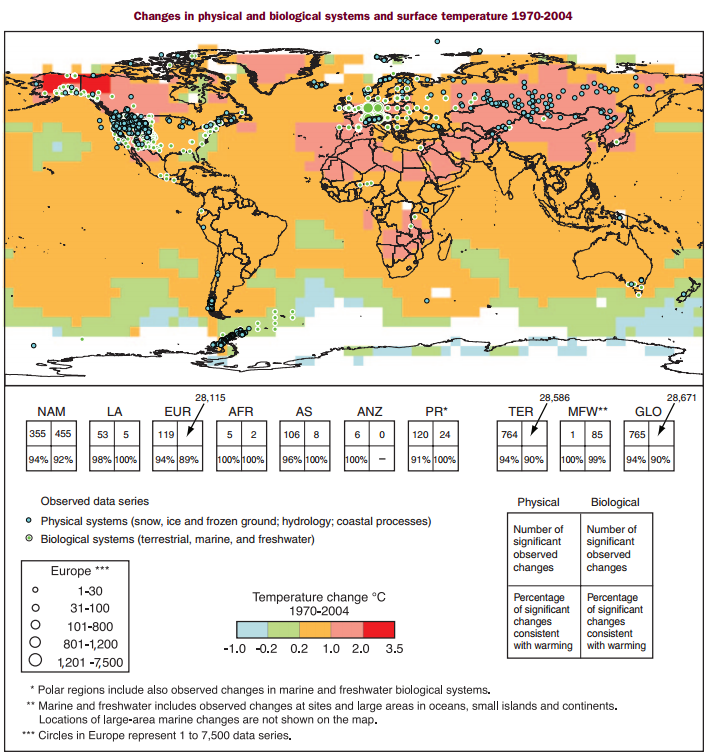 Changes in physical and biological systems and surface temperature 1970-2004
28,115
28,586
28,671
NAM LA EUR AFR AS ANZ PR* TER MFW** GLO
355 455 53 5 119 5 2 106 8 6 0 120 24 764 1 85 765
94% 92% 98% 100% 94% 89% 100% 100% 96% 100% 100% – 91% 100% 94% 90% 100% 99% 94% 90%
Observed data series
Physical systems (snow, ice and frozen ground; hydrology; coastal processes)
Biological systems (terrestrial, marine, and freshwater)
Europe ***
1-30
31-100
101-800
801-1,200
1,201 -7,500
Temperature change °C
1970-2004
-1.0 -0.2 0.2 1.0 2.0 3.5
Physical Biological
Number of Number of
significant significant
observed observed
changes changes
Percentage Percentage
of significant of significant
changes changes
consistent consistent
with warming with warming
* Polar regions include also observed changes in marine and freshwater biological systems.
** Marine and freshwater includes observed changes at sites and large areas in oceans, small islands and continents.
Locations of large-area marine changes are not shown on the map.
*** Circles in Europe represent 1 to 7,500 data series.